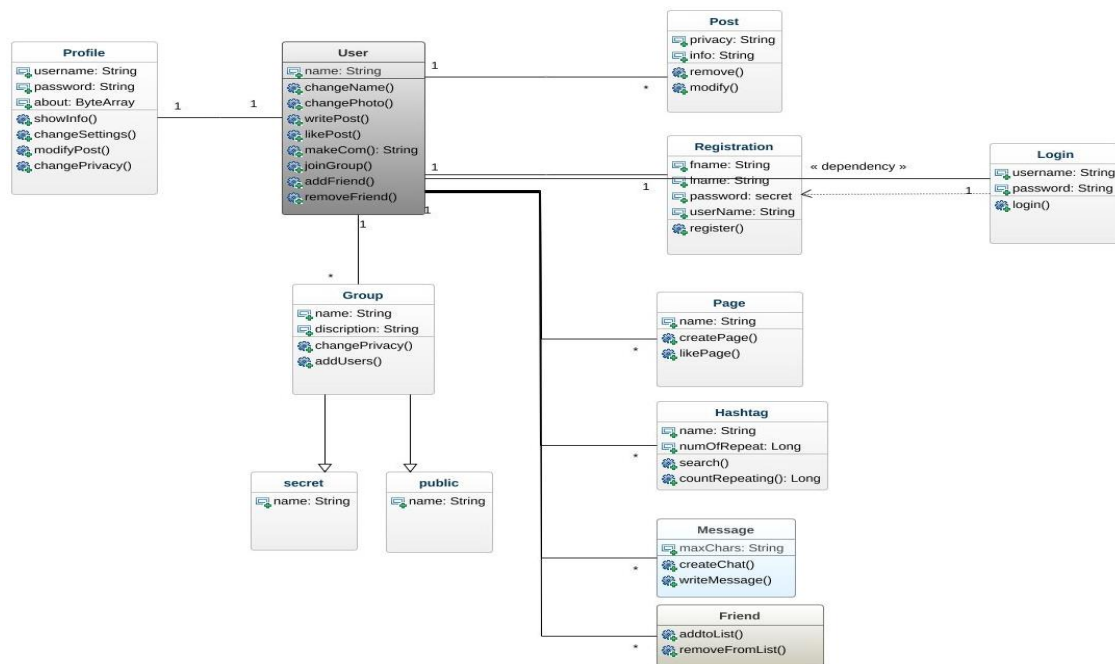 Profile
username: String
password: String
about: ByteArray
showInfo()
changeSettings()
modifyPost()
changePrivacy()
1
1
User
name: String
changeName()
changePhoto()
writePost()
likePost()
makeCom(): String
joinGroup()
addFriend()
removeFriend()
1
*
Post
privacy: String
info: String
remove()
modify()
1
1
Registration
fname: String
lname: String
password: secret
userName: String
register()
« dependency »
1
Login
username: String
password: String
login()
1
1
*
Group
name: String
discription: String
changePrivacy()
addUsers()
secret
name: String
public
name: String
*
Page
name: String
createPage()
likePage()
*
Hashtag
name: String
numOfRepeat: Long
search()
countRepeating(): Long
*
Message
maxChars: String
createChat()
writeMessage()
*
Friend
addtoList()
removeFromList()